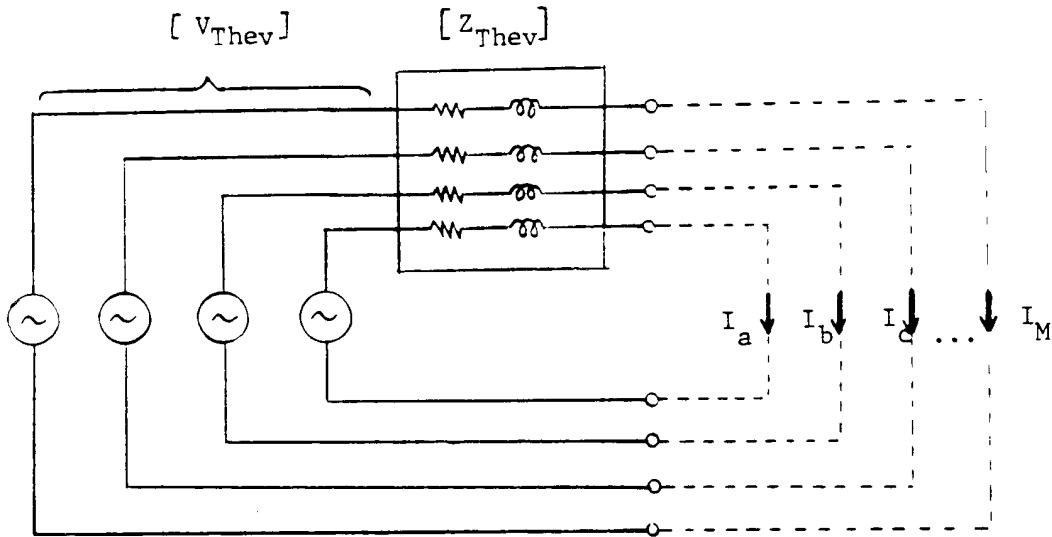 [ V_Thev ] [ Z_Thev ]
I_a I_b I_c ... I_M